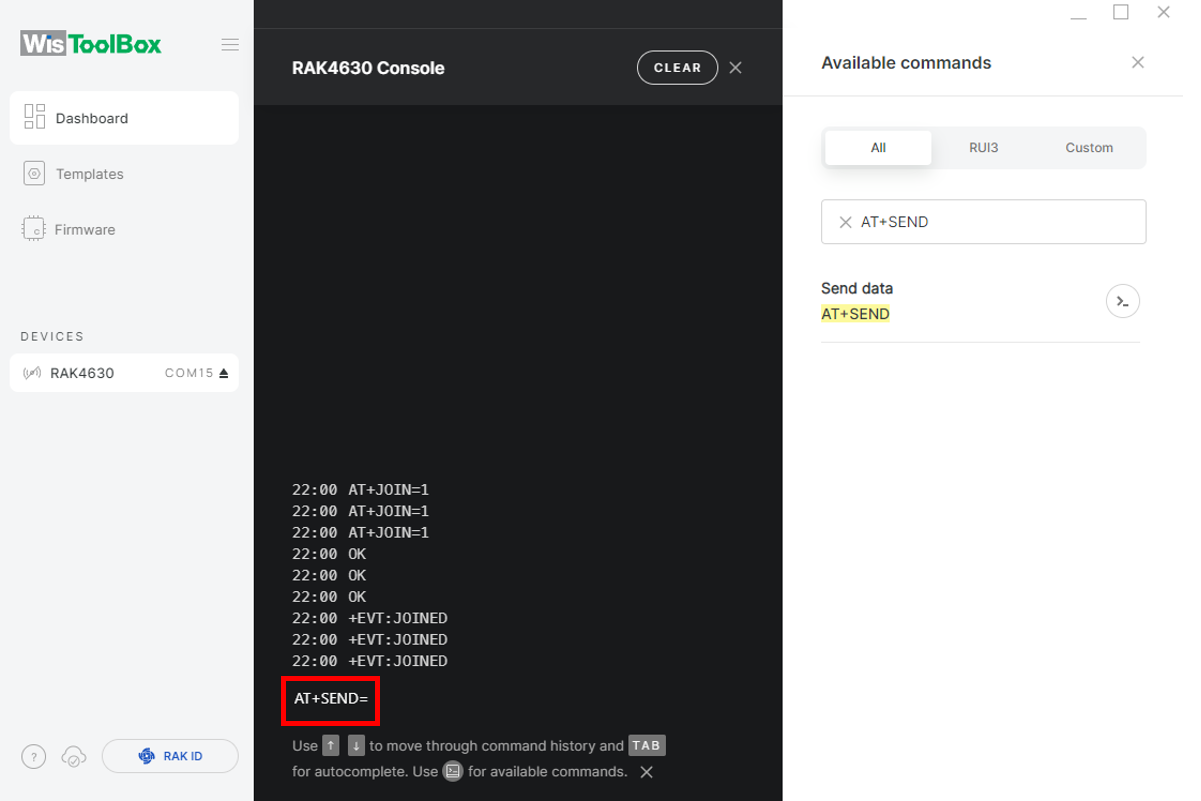 WisToolBox
Dashboard
Templates
Firmware
DEVICES
RAK4630 COM15
? RAK ID
RAK4630 Console CLEAR
22:00 AT+JOIN=1
22:00 AT+JOIN=1
22:00 AT+JOIN=1
22:00 OK
22:00 OK
22:00 OK
22:00 +EVT:JOINED
22:00 +EVT:JOINED
22:00 +EVT:JOINED
AT+SEND=
Use ↑ ↓ to move through command history and TAB
for autocomplete. Use for available commands.
Available commands
All RUI3 Custom
AT+SEND
Send data
AT+SEND